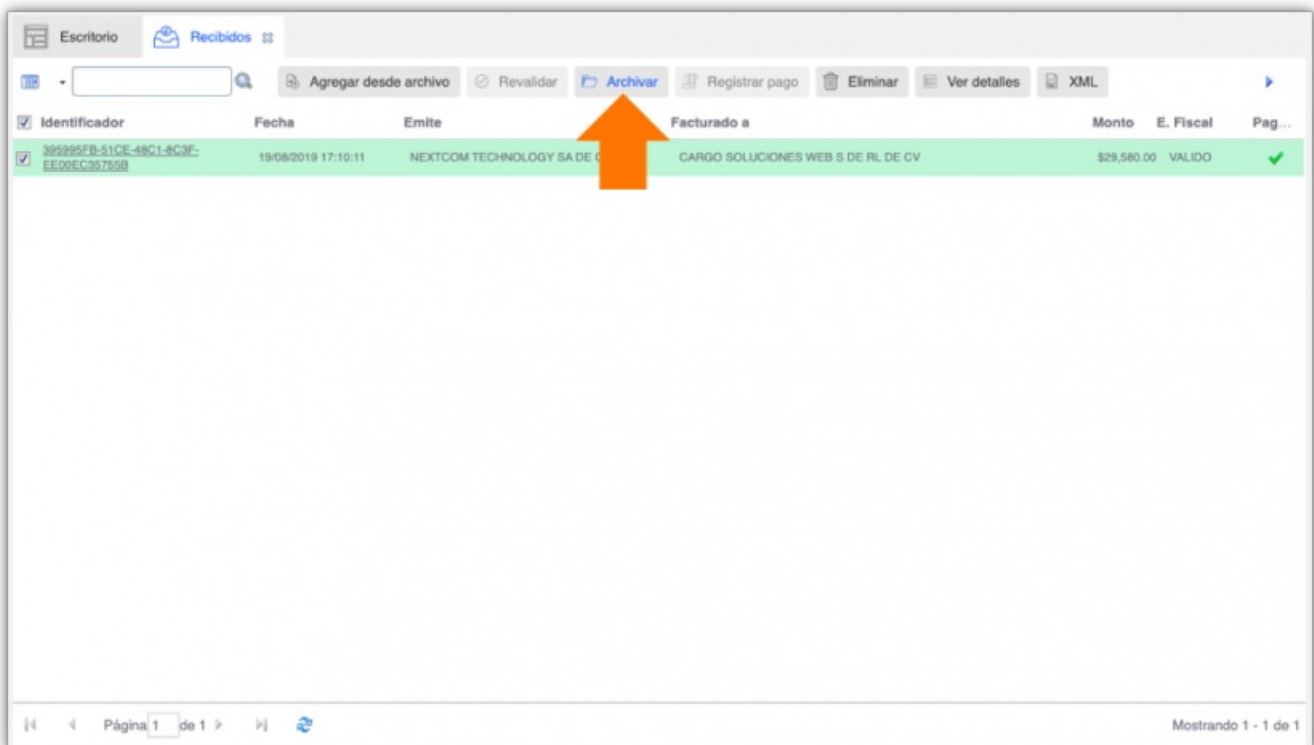 Escritorio Recibidos
Agregar desde archivo Revalidar Archivar Registrar pago Eliminar Ver detalles XML
Identificador Fecha Emite Facturado a Monto E. Fiscal Pag...
395995FB-51CE-48C1-8C3F-
EE00EC35755B 19/08/2019 17:10:11 NEXTCOM TECHNOLOGY SA DE CARGO SOLUCIONES WEB S DE RL DE CV $29,580.00 VALIDO
Página 1 de 1 Mostrando 1 - 1 de 1